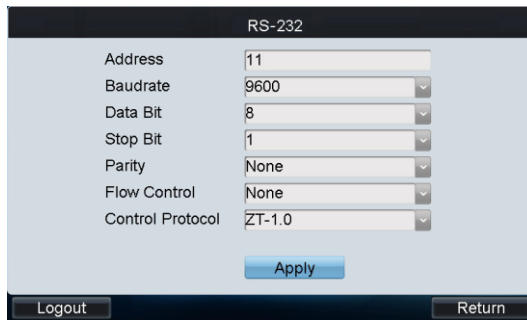 RS-232
Address 11
Baudrate 9600
Data Bit 8
Stop Bit 1
Parity None
Flow Control None
Control Protocol ZT-1.0
Apply
Logout Return